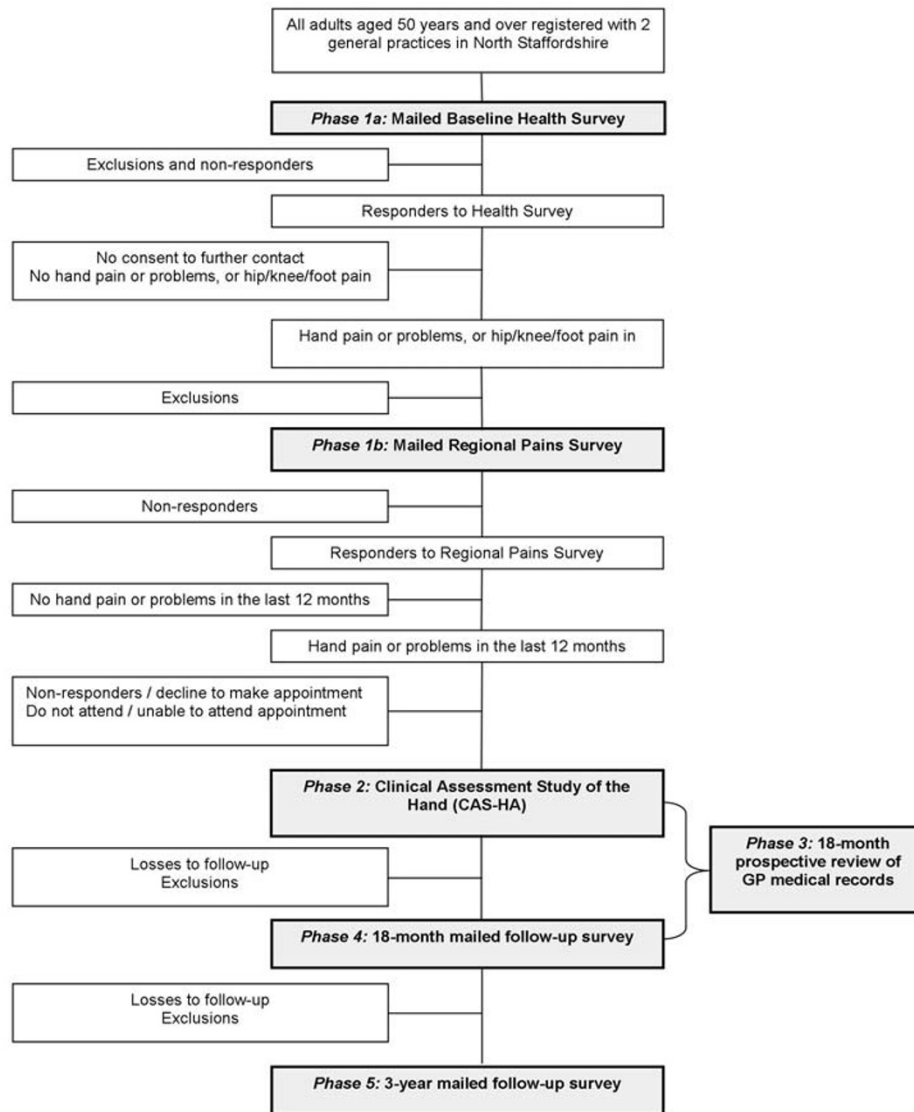 All adults aged 50 years and over registered with 2
general practices in North Staffordshire
Phase 1a: Mailed Baseline Health Survey
Exclusions and non-responders
Responders to Health Survey
No consent to further contact
No hand pain or problems, or hip/knee/foot pain
Hand pain or problems, or hip/knee/foot pain in
Exclusions
Phase 1b: Mailed Regional Pains Survey
Non-responders
Responders to Regional Pains Survey
No hand pain or problems in the last 12 months
Hand pain or problems in the last 12 months
Non-responders / decline to make appointment
Do not attend / unable to attend appointment
Phase 2: Clinical Assessment Study of the
Hand (CAS-HA)
Phase 3: 18-month
prospective review of
GP medical records
Losses to follow-up
Exclusions
Phase 4: 18-month mailed follow-up survey
Losses to follow-up
Exclusions
Phase 5: 3-year mailed follow-up survey